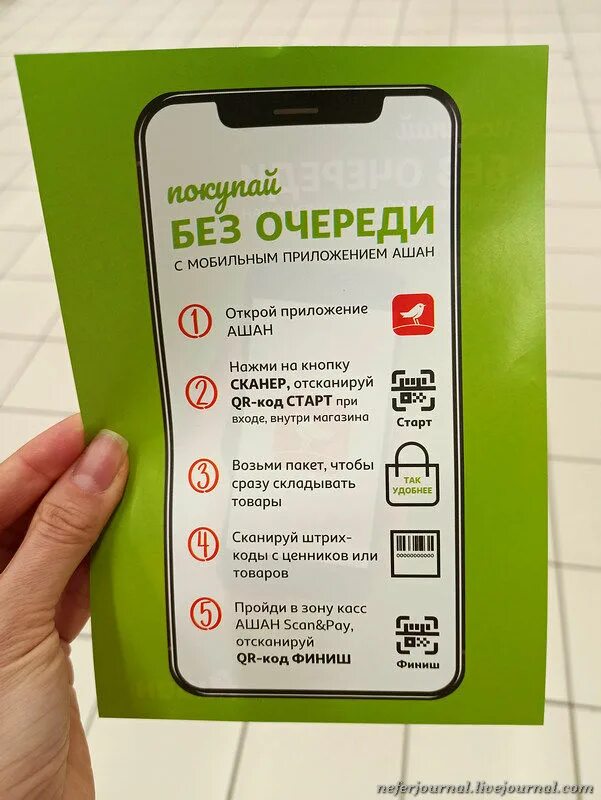 покупай
БЕЗ ОЧЕРЕДИ
С МОБИЛЬНЫМ ПРИЛОЖЕНИЕМ АШАН
1
Открой приложение
АШАН
2
Нажми на кнопку
СКАНЕР, отсканируй
QR-код СТАРТ при
входе, внутри магазина
Старт
3
Возьми пакет, чтобы
сразу складывать
товары
ТАК
УДОБНЕЕ
4
Сканируй штрих-
коды с ценников или
товаров
5
Пройди в зону касс
АШАН Scan&Pay,
отсканируй
QR-код ФИНИШ
Финиш
neferjournal.livejournal.com